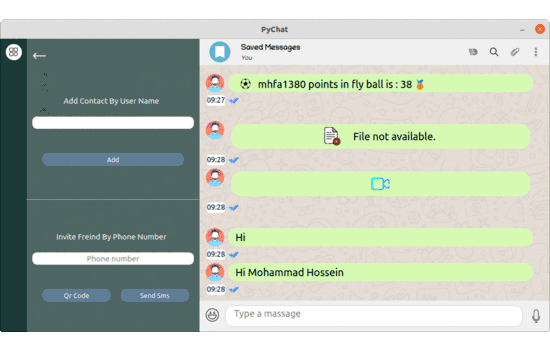 PyChat
Saved Messages
You
Add Contact By User Name
Add
Invite Freind By Phone Number
Phone number
Qr Code
Send Sms
mhfa1380 points in fly ball is : 38
09:27
File not available.
09:28
09:28
Hi
09:28
Hi Mohammad Hossein
09:28
Type a message